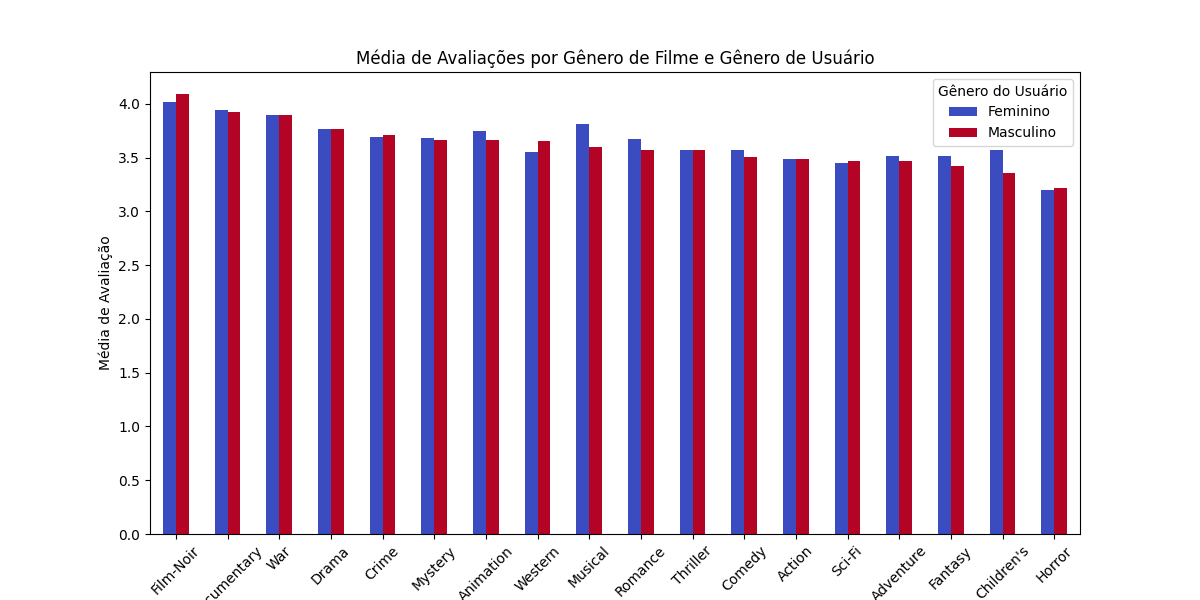 Média de Avaliações por Gênero de Filme e Gênero de Usuário
Gênero do Usuário
Feminino
Masculino
Média de Avaliação
4.0
3.5
3.0
2.5
2.0
1.5
1.0
0.5
0.0
Film-Noir
cumentary
War
Drama
Crime
Mystery
Animation
Western
Musical
Romance
Thriller
Comedy
Action
Sci-Fi
Adventure
Fantasy
Children's
Horror